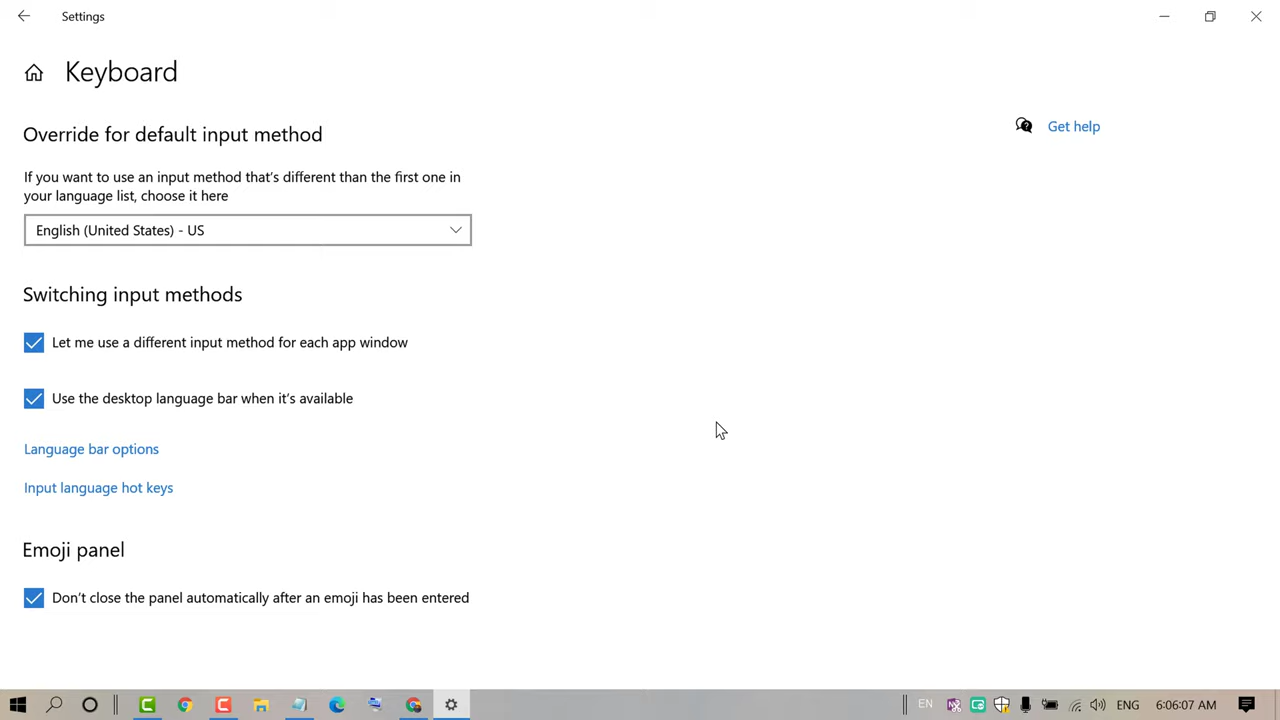 Settings
Keyboard
Override for default input method
Get help
If you want to use an input method that's different than the first one in
your language list, choose it here
English (United States) - US
Switching input methods
Let me use a different input method for each app window
Use the desktop language bar when it's available
Language bar options
Input language hot keys
Emoji panel
Don't close the panel automatically after an emoji has been entered
EN ENG 6:06:07 AM